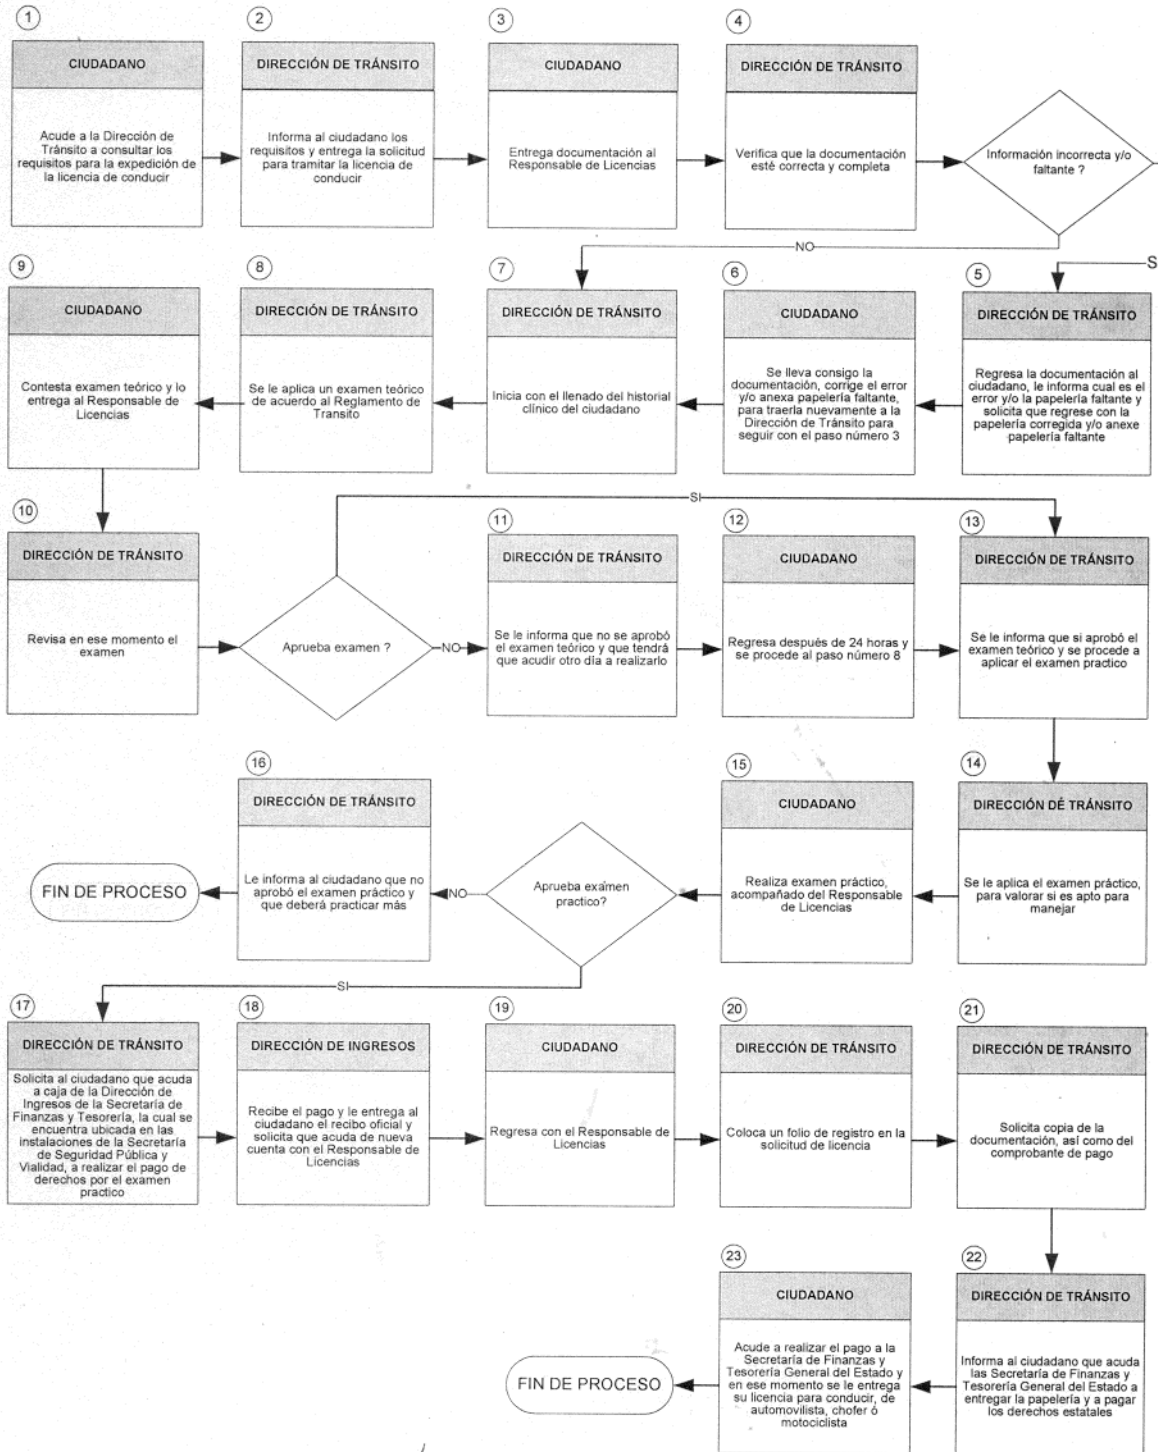 1
CIUDADANO
Acude a la Dirección de
Tránsito a consultar los
requisitos para la expedición de
la licencia de conducir
2
DIRECCIÓN DE TRÁNSITO
Informa al ciudadano los
requisitos y entrega la solicitud
para tramitar la licencia de
conducir
3
CIUDADANO
Entrega documentación al
Responsable de Licencias
4
DIRECCIÓN DE TRÁNSITO
Verifica que la documentación
esté correcta y completa
Información incorrecta y/o
faltante ?
NO
S
5
DIRECCIÓN DE TRÁNSITO
Regresa la documentación al
ciudadano, le informa cual es el
error y/o la papelería faltante y
solicita que regrese con la
papelería corregida y/o anexe
papelería faltante
6
CIUDADANO
Se lleva consigo la
documentación, corrige el error
y/o anexa papelería faltante,
para traerla nuevamente a la
Dirección de Tránsito para
seguir con el paso número 3
7
DIRECCIÓN DE TRÁNSITO
Inicia con el llenado del historial
clínico del ciudadano
8
DIRECCIÓN DE TRÁNSITO
Se le aplica un examen teórico
de acuerdo al Reglamento de
Transito
9
CIUDADANO
Contesta examen teórico y lo
entrega al Responsable de
Licencias
10
DIRECCIÓN DE TRÁNSITO
Revisa en ese momento el
examen
Aprueba examen ?
SI
NO
11
DIRECCIÓN DE TRÁNSITO
Se le informa que no se aprobó
el examen teórico y que tendrá
que acudir otro día a realizarlo
12
CIUDADANO
Regresa después de 24 horas y
se procede al paso número 8
13
DIRECCIÓN DE TRÁNSITO
Se le informa que si aprobó el
examen teórico y se procede a
aplicar el examen practico
14
DIRECCIÓN DE TRÁNSITO
Se le aplica el examen práctico,
para valorar si es apto para
manejar
15
CIUDADANO
Realiza examen práctico,
acompañado del Responsable
de Licencias
Aprueba examen
practico?
NO
SI
16
DIRECCIÓN DE TRÁNSITO
Le informa al ciudadano que no
aprobó el examen práctico y
que deberá practicar más
FIN DE PROCESO
17
DIRECCIÓN DE TRÁNSITO
Solicita al ciudadano que acuda
a caja de la Dirección de
Ingresos de la Secretaría de
Finanzas y Tesorería, la cual se
encuentra ubicada en las
instalaciones de la Secretaría
de Seguridad Pública y
Vialidad, a realizar el pago de
derechos por el examen
practico
18
DIRECCIÓN DE INGRESOS
Recibe el pago y le entrega al
ciudadano el recibo oficial y
solicita que acuda de nueva
cuenta con el Responsable de
Licencias
19
CIUDADANO
Regresa con el Responsable de
Licencias
20
DIRECCIÓN DE TRÁNSITO
Coloca un folio de registro en la
solicitud de licencia
21
DIRECCIÓN DE TRÁNSITO
Solicita copia de la
documentación, así como del
comprobante de pago
22
DIRECCIÓN DE TRÁNSITO
Informa al ciudadano que acuda
las Secretaría de Finanzas y
Tesorería General del Estado a
entregar la papelería y a pagar
los derechos estatales
23
CIUDADANO
Acude a realizar el pago a la
Secretaría de Finanzas y
Tesorería General del Estado y
en ese momento se le entrega
su licencia para conducir, de
automovilista, chofer ó
motociclista
FIN DE PROCESO